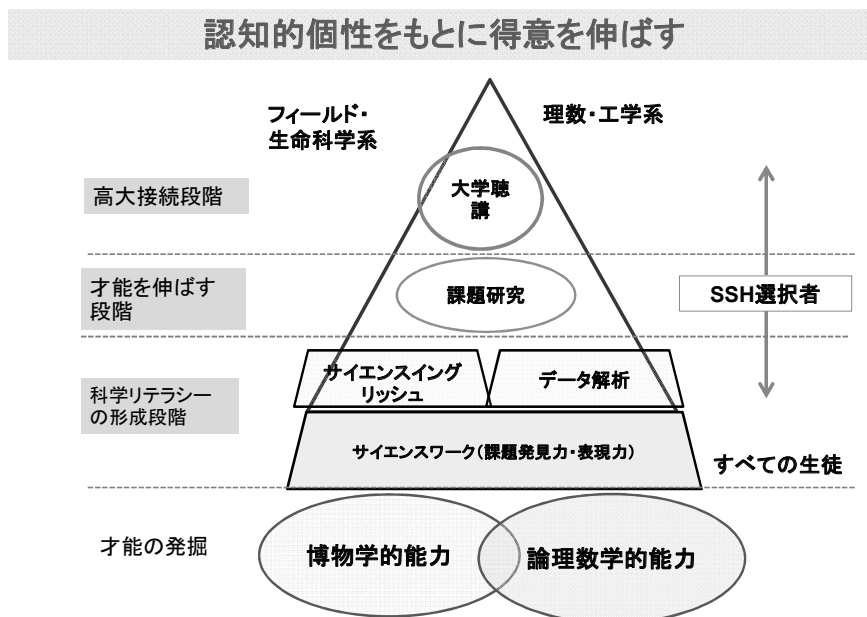 認知的個性をもとに得意を伸ばす
フィールド・
生命科学系
理数・工学系
高大接続段階
大学聴
講
才能を伸ばす
段階
課題研究
SSH選択者
科学リテラシー
の形成段階
サイエンスイング
リッシュ
データ解析
サイエンスワーク（課題発見力・表現力）
すべての生徒
才能の発掘
博物学的能力
論理数学的能力